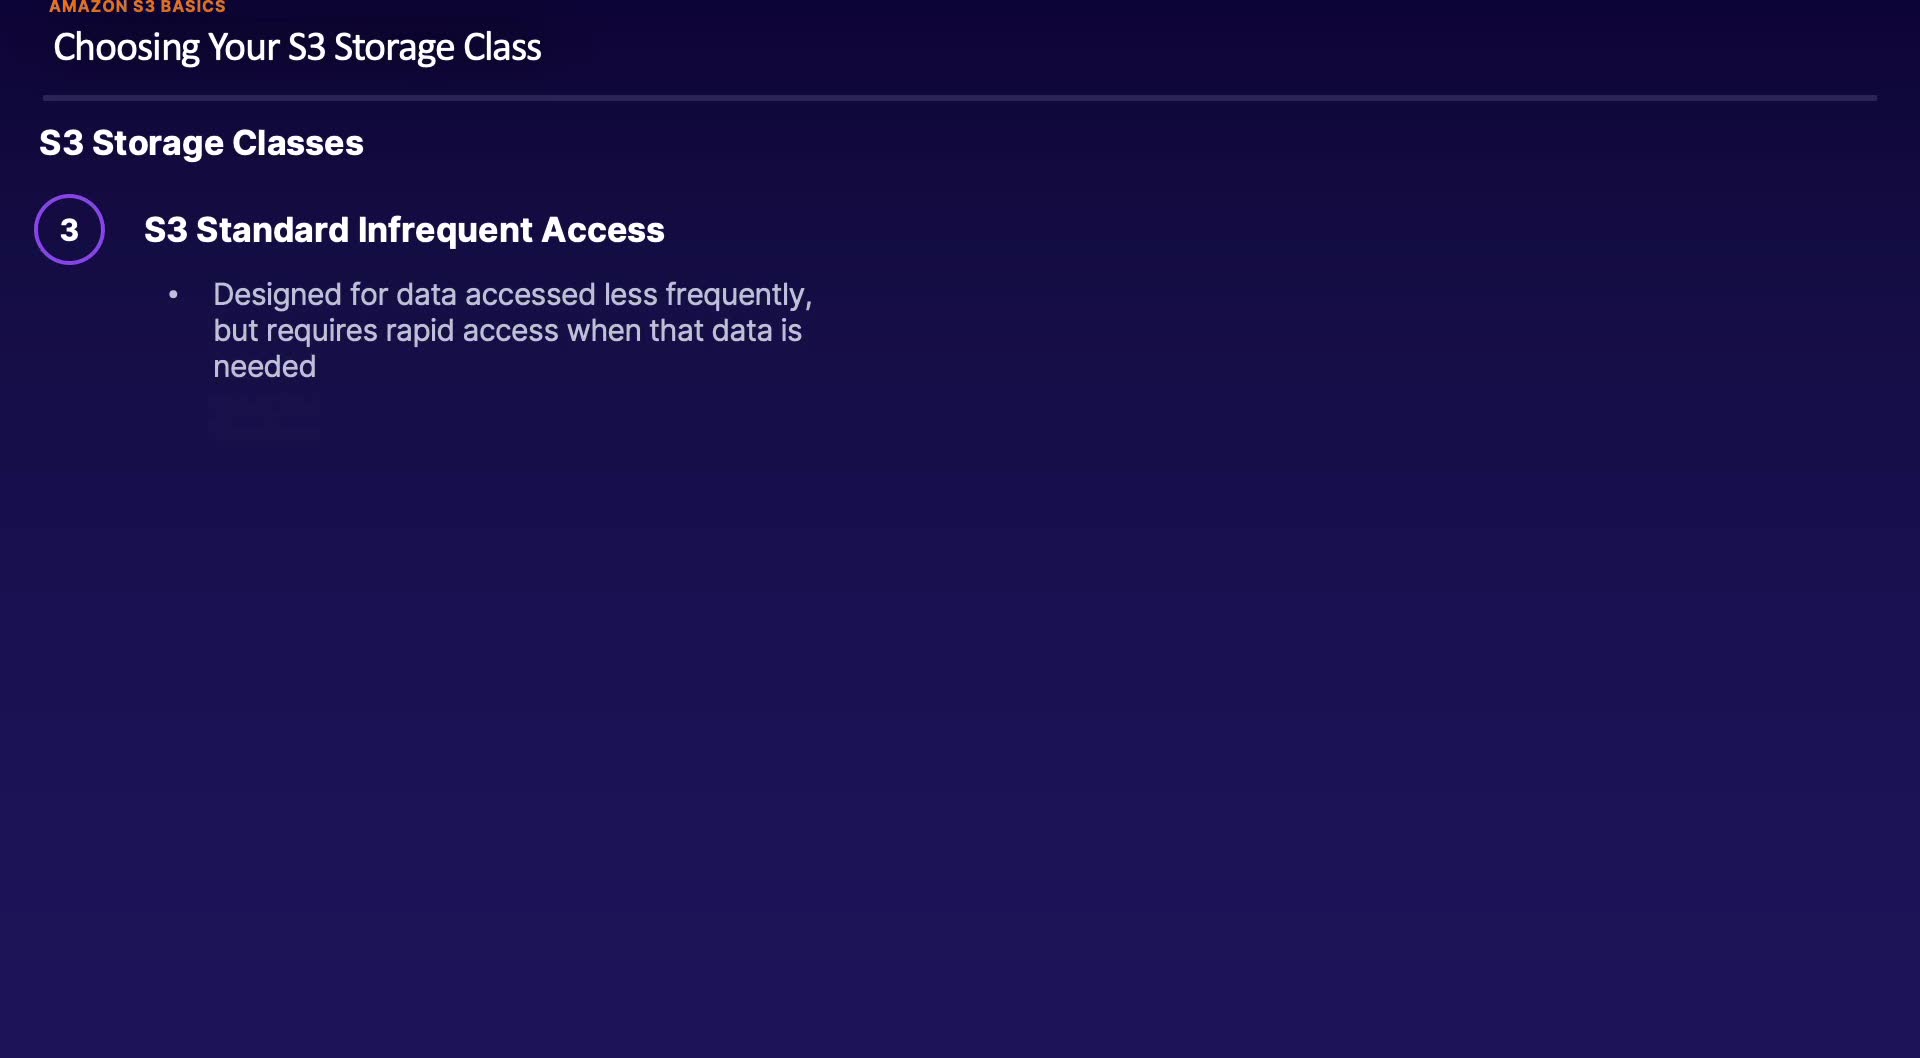 AMAZON S3 BASICS
Choosing Your S3 Storage Class
S3 Storage Classes
3 S3 Standard Infrequent Access
• Designed for data accessed less frequently,
but requires rapid access when that data is
needed